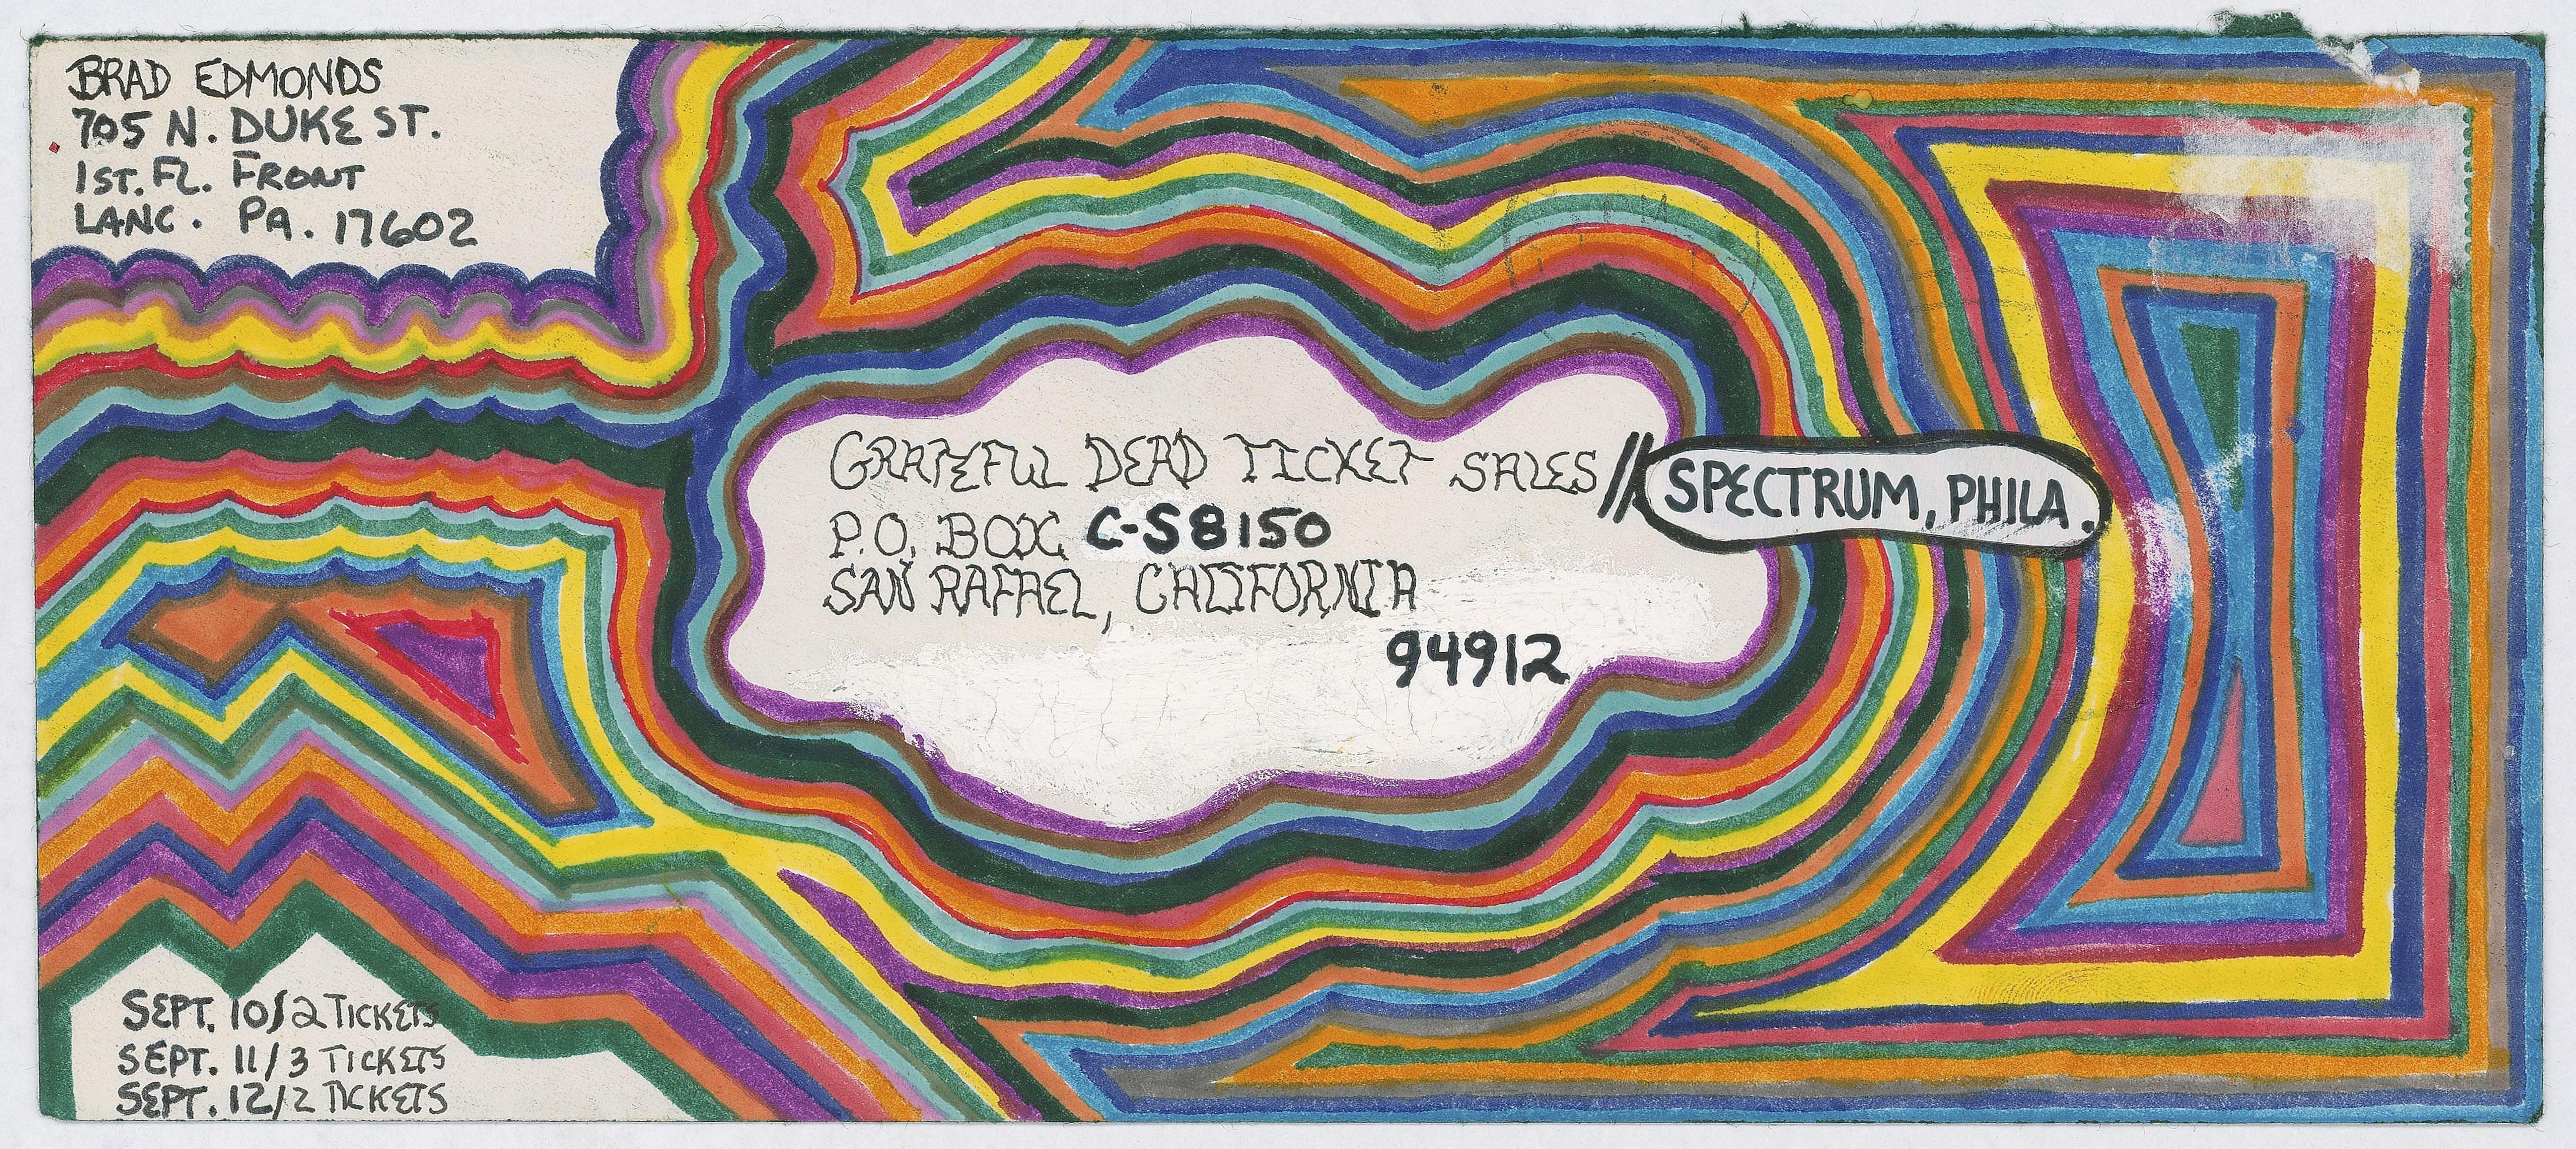 BRAD EDMONDS
705 N. DUKE ST.
1ST. FL. FRONT
LANC. PA. 17602
GRATEFUL DEAD TICKET SALES // SPECTRUM, PHILA.
P.O. BOX C-S8150
SAN RAFAEL, CALIFORNIA
94912
SEPT. 10/2 TICKETS
SEPT. 11/3 TICKETS
SEPT. 12/2 TICKETS